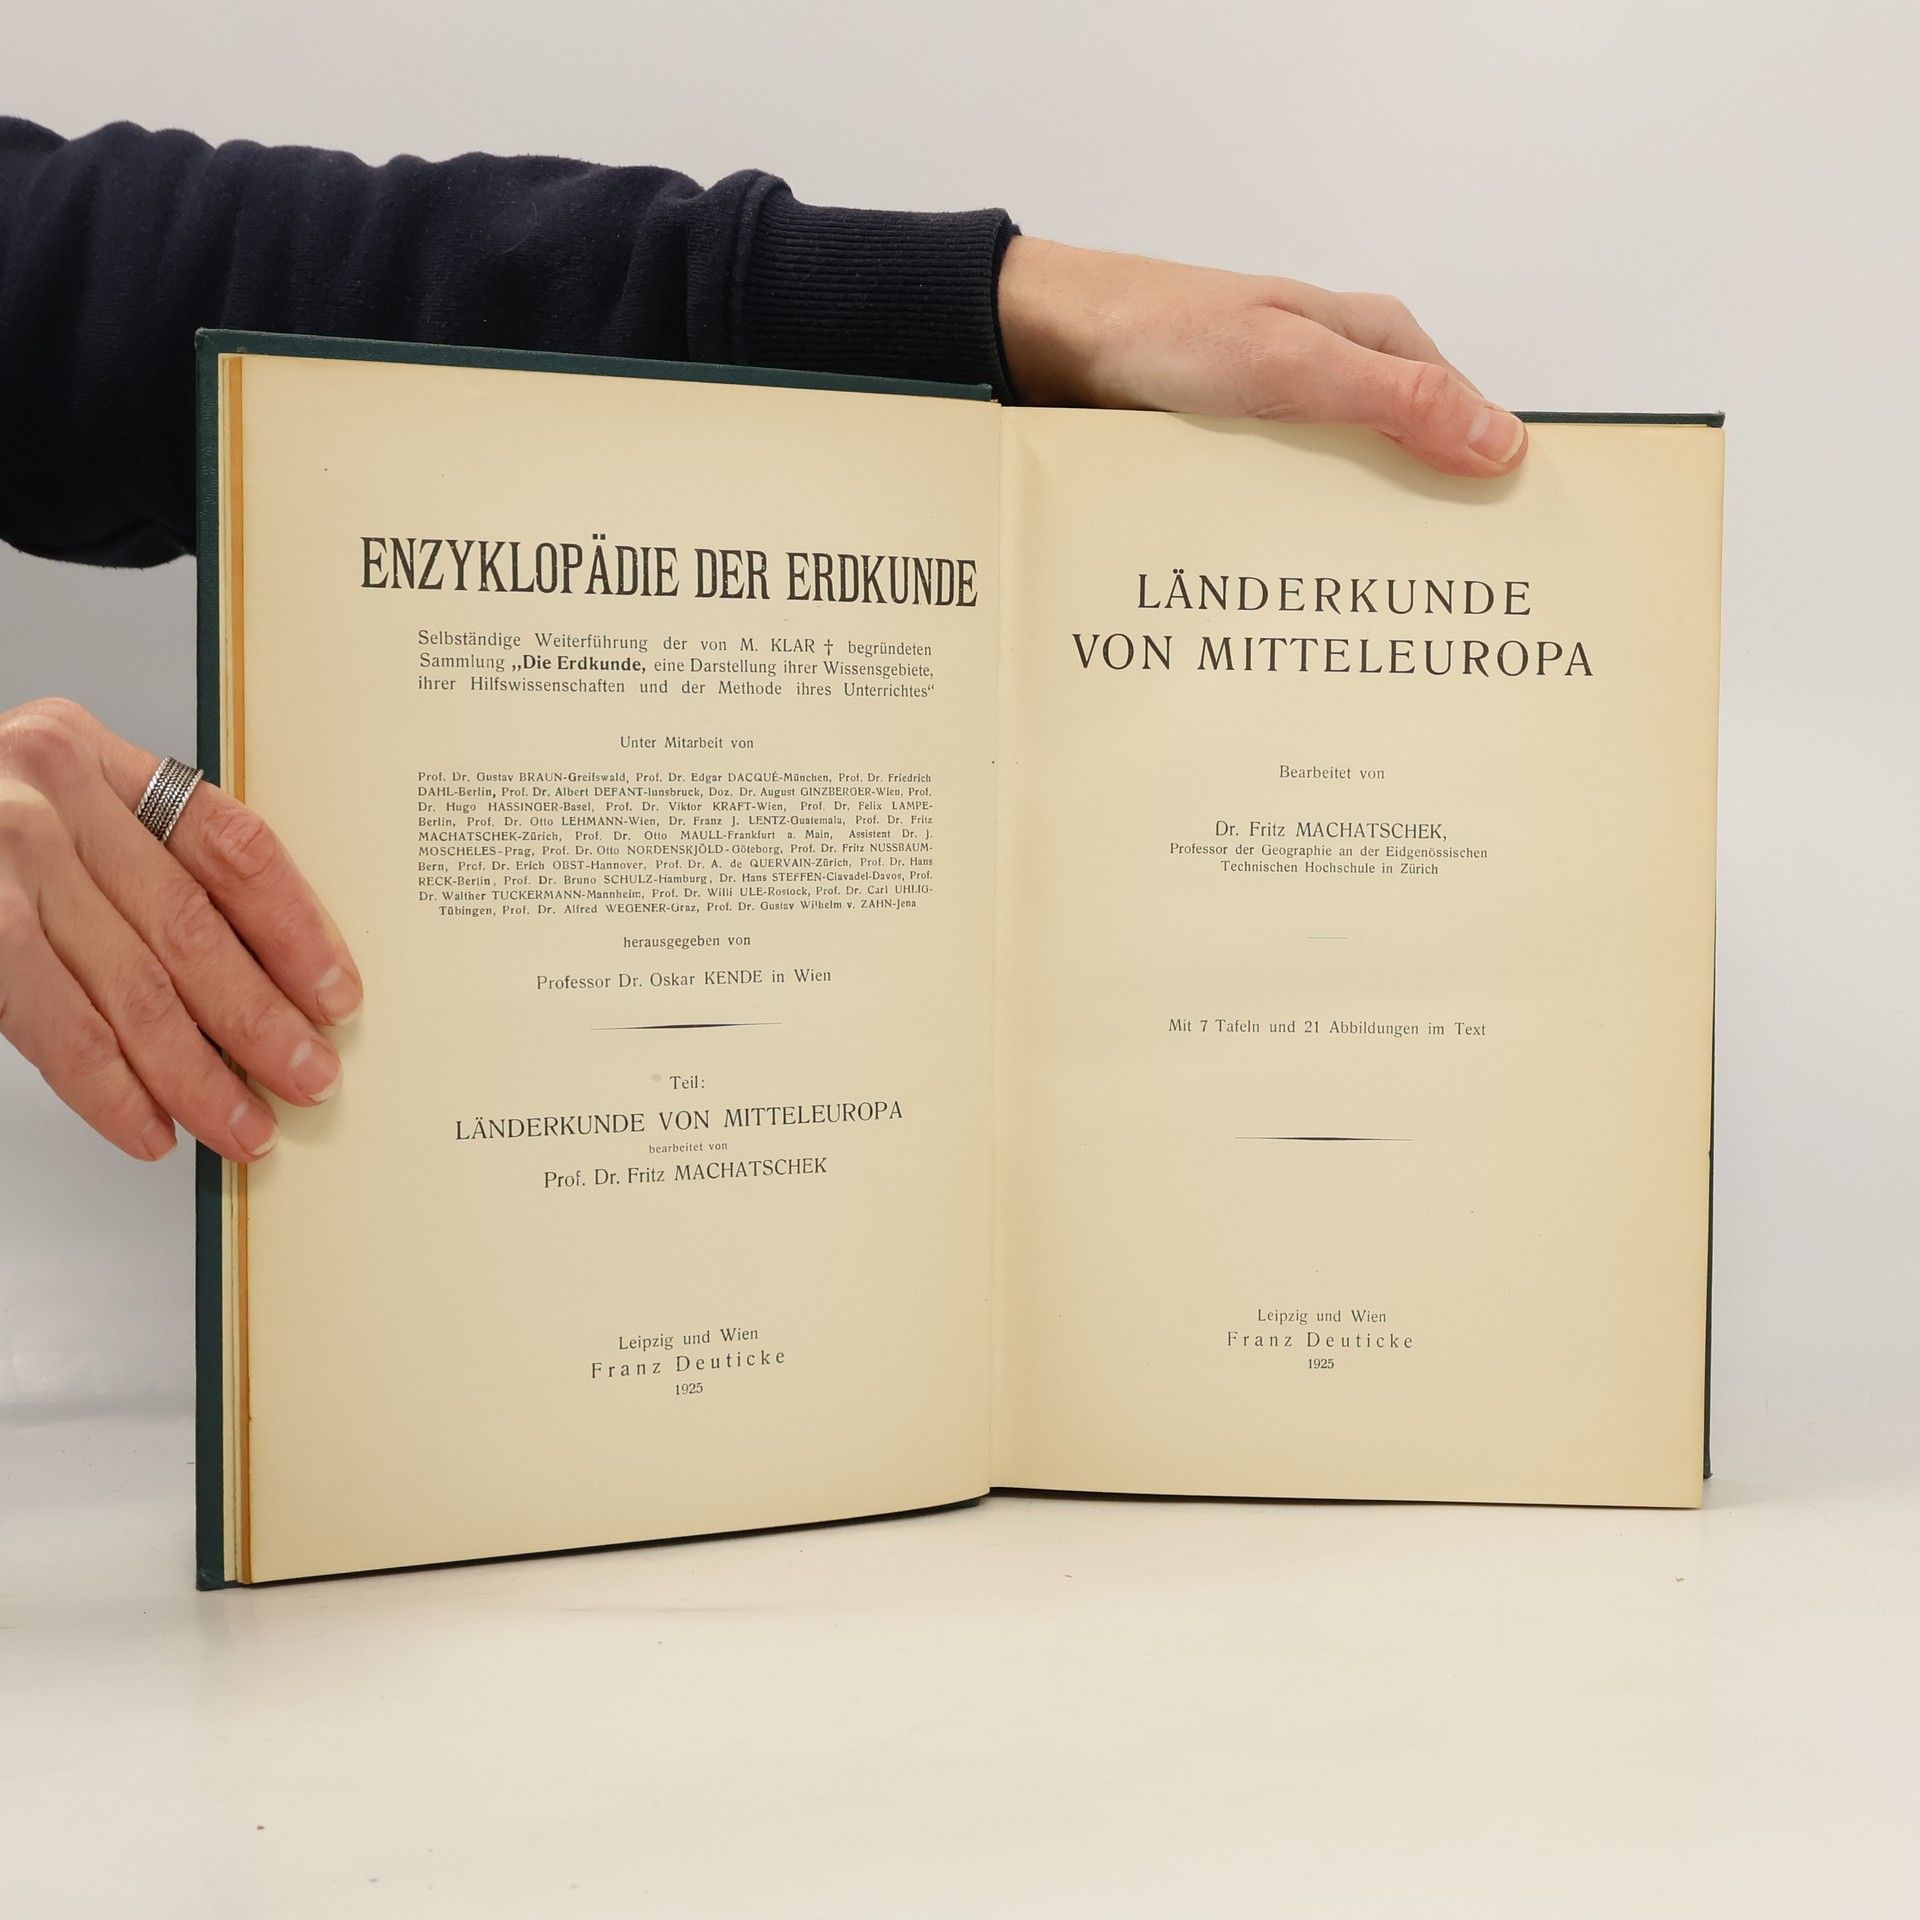 ENZYKLOPÄDIE DER ERDKUNDE
Selbständige Weiterführung der von M. KLAR † begründeten
Sammlung „Die Erdkunde, eine Darstellung ihrer Wissensgebiete,
ihrer Hilfswissenschaften und der Methode ihres Unterrichtes“
Unter Mitarbeit von
Prof. Dr. Gustav BRAUN-Greifswald, Prof. Dr. Edgar DACQUÉ-München, Prof. Dr. Friedrich
DAHL-Berlin, Prof. Dr. Albert DEFANT-Innsbruck, Doz. Dr. August GINZBERGER-Wien, Prof.
Dr. Hugo HASSINGER-Basel, Prof. Dr. Viktor KRAFT-Wien, Prof. Dr. Felix LAMPE-
Berlin, Prof. Dr. Otto LEHMANN-Wien, Dr. Franz J. LENTZ-Guatemala, Prof. Dr. Fritz
MACHATSCHEK-Zürich, Prof. Dr. Otto MAULL-Frankfurt a. Main, Assistent Dr. J.
MOSCHELES-Prag, Prof. Dr. Otto NORDENSKJÖLD-Göteborg, Prof. Dr. Fritz NUSSBAUM-
Bern, Prof. Dr. Erich OBST-Hannover, Prof. Dr. A. de QUERVAIN-Zürich, Prof. Dr. Hans
RECK-Berlin, Prof. Dr. Bruno SCHULZ-Hamburg, Dr. Hans STEFFEN-Clavadel-Davos, Prof.
Dr. Walther TUCKERMANN-Mannheim, Prof. Dr. Willi ULE-Rostock, Prof. Dr. Carl UHLIG-
Tübingen, Prof. Dr. Alfred WEGENER-Graz, Prof. Dr. Gustav Wilhelm v. ZAHN-Jena
herausgegeben von
Professor Dr. Oskar KENDE in Wien
Teil:
LÄNDERKUNDE VON MITTELEUROPA
bearbeitet von
Prof. Dr. Fritz MACHATSCHEK
Leipzig und Wien
Franz Deuticke
1925
LÄNDERKUNDE
VON MITTELEUROPA
Bearbeitet von
Dr. Fritz MACHATSCHEK,
Professor der Geographie an der Eidgenössischen
Technischen Hochschule in Zürich
Mit 7 Tafeln und 21 Abbildungen im Text
Leipzig und Wien
Franz Deuticke
1925